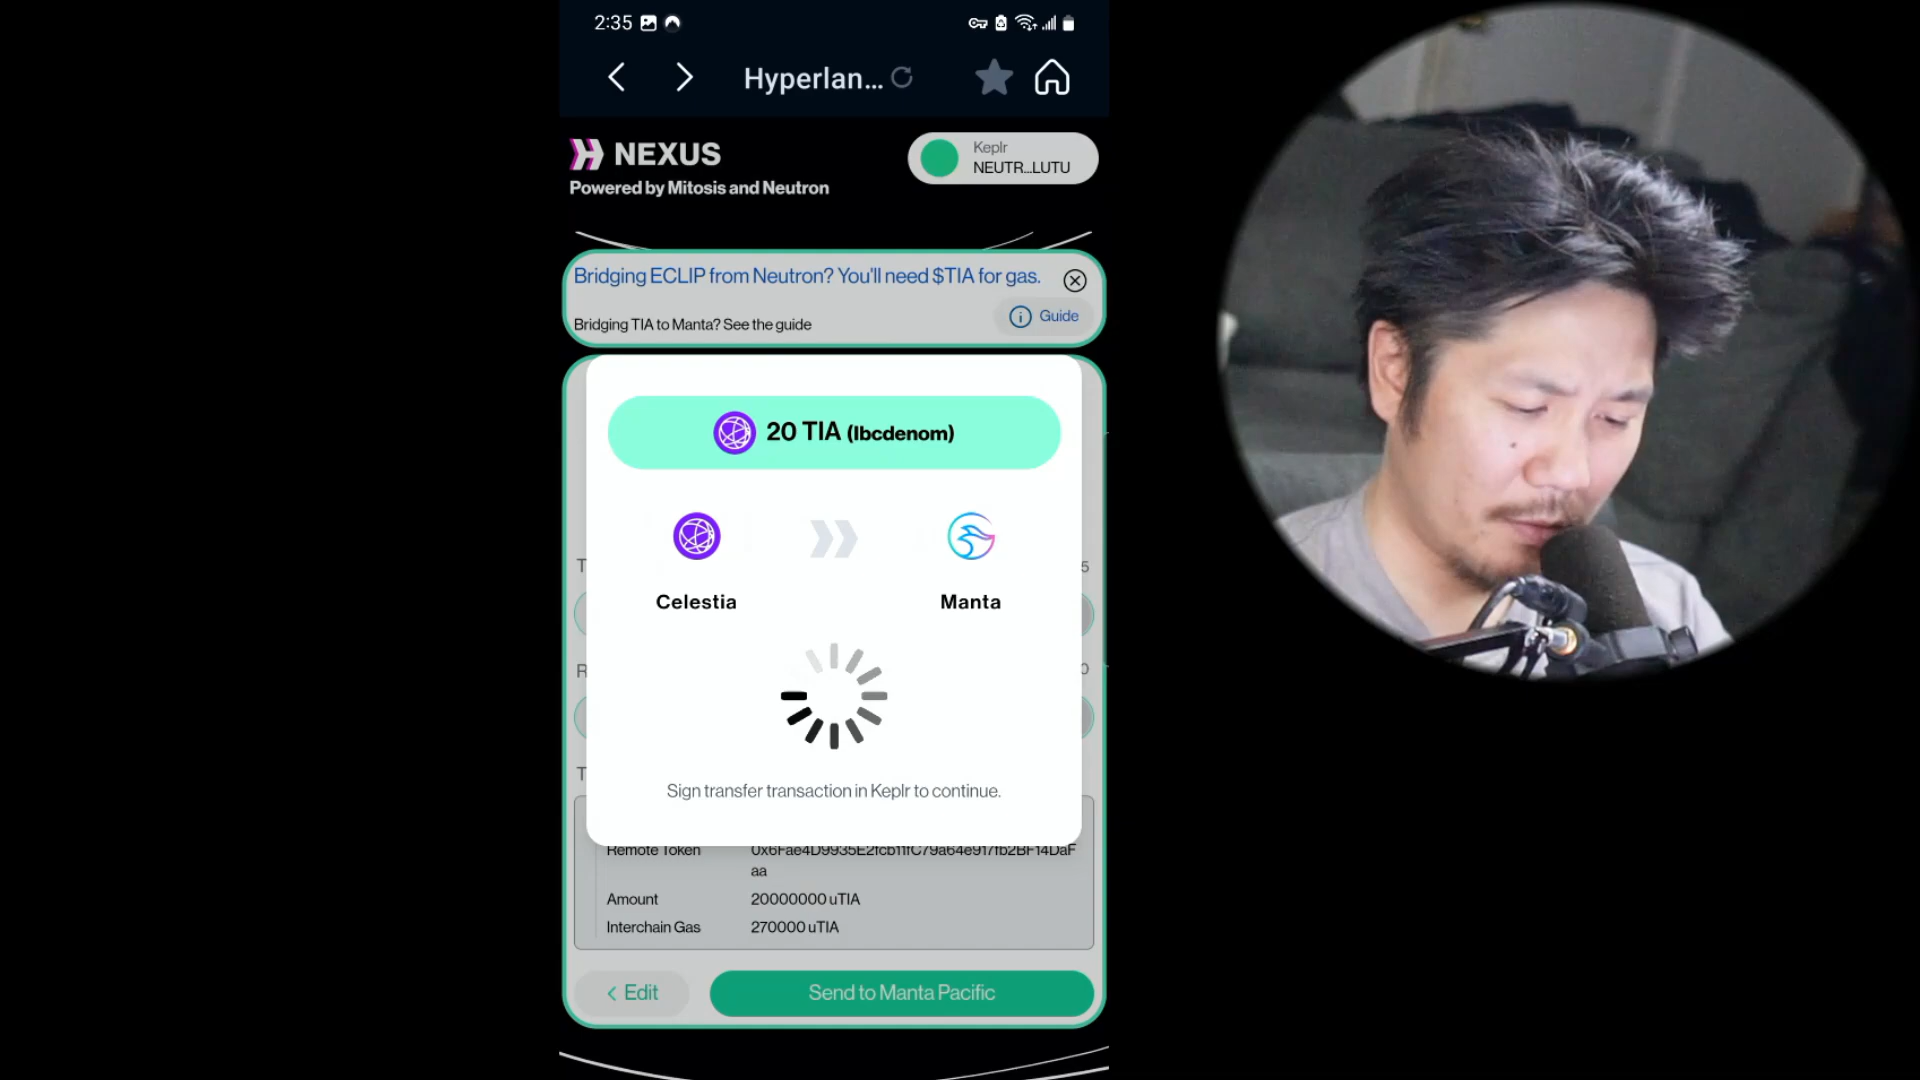 2:35
Hyperlan...
NEXUS
Powered by Mitosis and Neutron
Keplr
NEUTR...LUTU
Bridging ECLIP from Neutron? You'll need $TIA for gas.
Bridging TIA to Manta? See the guide
Guide
20 TIA (Ibcdenom)
Celestia
Manta
T
5
R
0
T
Sign transfer transaction in Keplr to continue.
Remote Token
aa
Amount 20000000 uTIA
Interchain Gas 270000 uTIA
Edit
Send to Manta Pacific